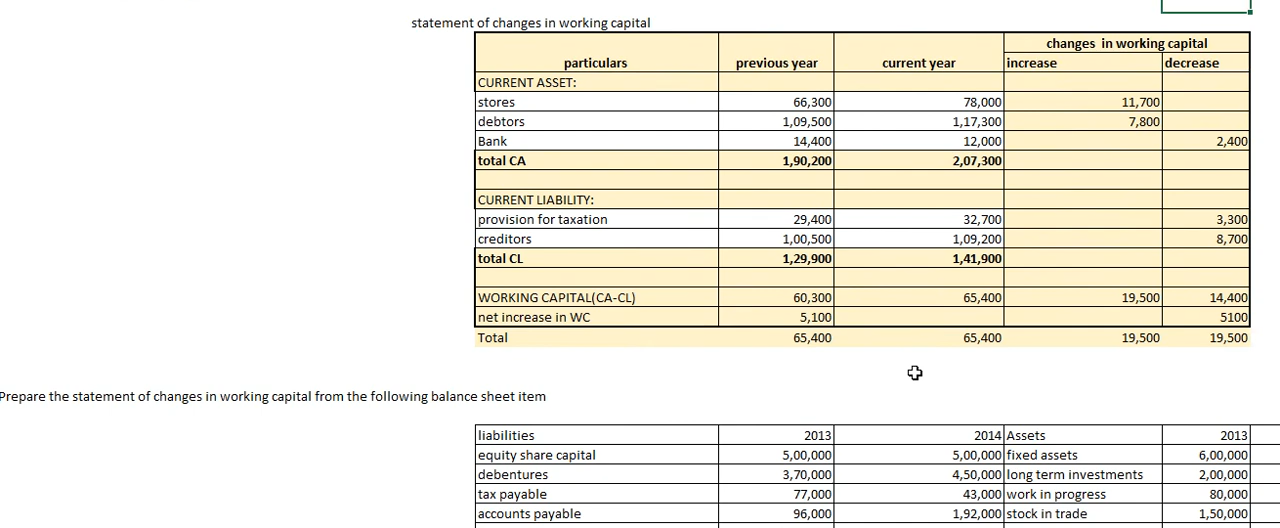 statement of changes in working capital
changes in working capital
particulars previous year current year increase decrease
CURRENT ASSET:
stores 66,300 78,000 11,700
debtors 1,09,500 1,17,300 7,800
Bank 14,400 12,000 2,400
total CA 1,90,200 2,07,300
CURRENT LIABILITY:
provision for taxation 29,400 32,700 3,300
creditors 1,00,500 1,09,200 8,700
total CL 1,29,900 1,41,900
WORKING CAPITAL(CA-CL) 60,300 65,400 19,500 14,400
net increase in WC 5,100 5100
Total 65,400 65,400 19,500 19,500
Prepare the statement of changes in working capital from the following balance sheet item
liabilities 2013 2014 Assets 2013
equity share capital 5,00,000 5,00,000 fixed assets 6,00,000
debentures 3,70,000 4,50,000 long term investments 2,00,000
tax payable 77,000 43,000 work in progress 80,000
accounts payable 96,000 1,92,000 stock in trade 1,50,000